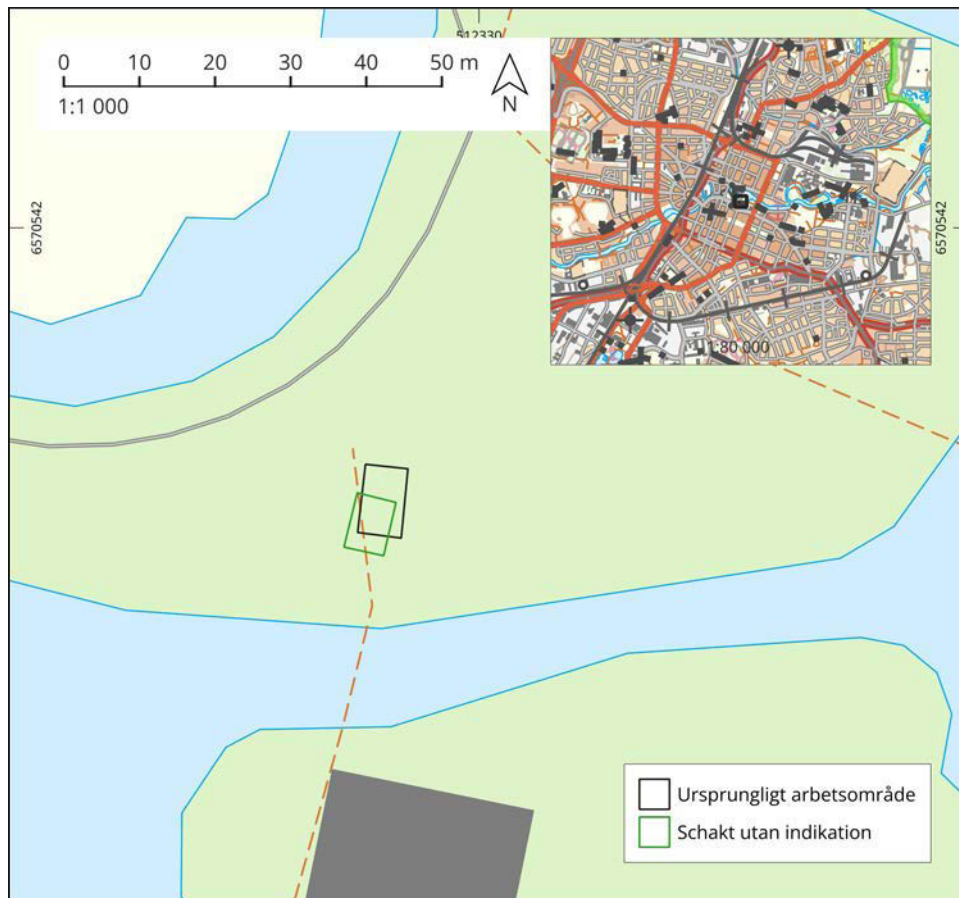 512330
0 10 20 30 40 50 m
1:1 000
N
6570542
6570542
1:80 000
Ursprungligt arbetsområde
Schakt utan indikation